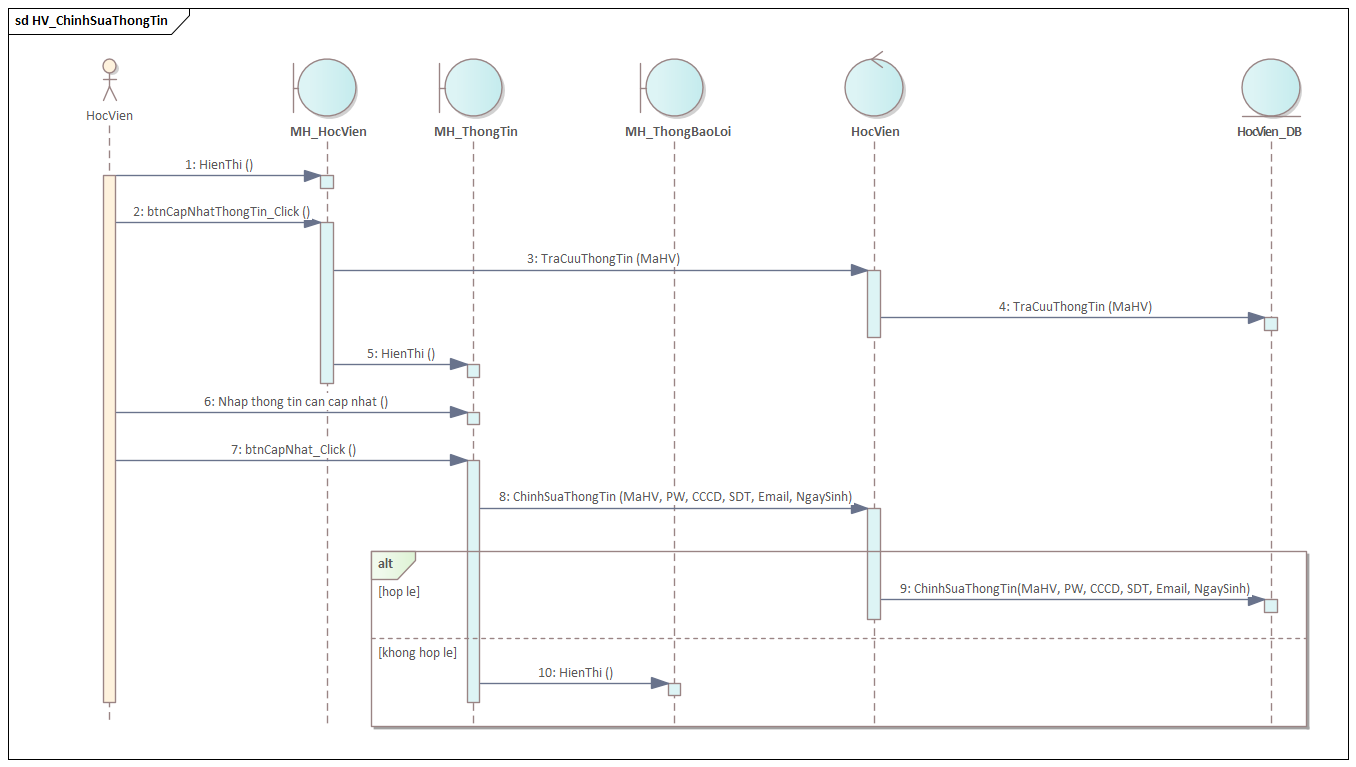 sd HV_ChinhSuaThongTin
HocVien
MH_HocVien
MH_ThongTin
MH_ThongBaoLoi
HocVien
HocVien_DB
1: HienThi ()
2: btnCapNhatThongTin_Click ()
3: TraCuuThongTin (MaHV)
4: TraCuuThongTin (MaHV)
5: HienThi ()
6: Nhap thong tin can cap nhat ()
7: btnCapNhat_Click ()
8: ChinhSuaThongTin (MaHV, PW, CCCD, SDT, Email, NgaySinh)
alt
[hop le]
9: ChinhSuaThongTin(MaHV, PW, CCCD, SDT, Email, NgaySinh)
[khong hop le]
10: HienThi ()